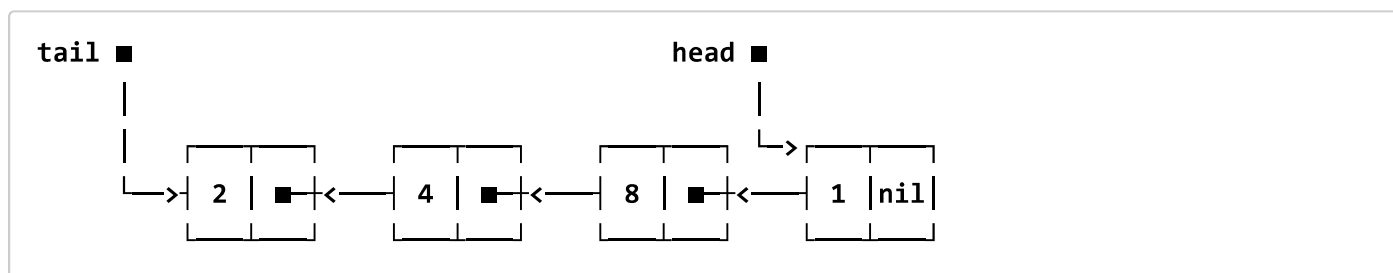 tail ■ head ■
2 ■ 4 ■ 8 ■ 1 nil